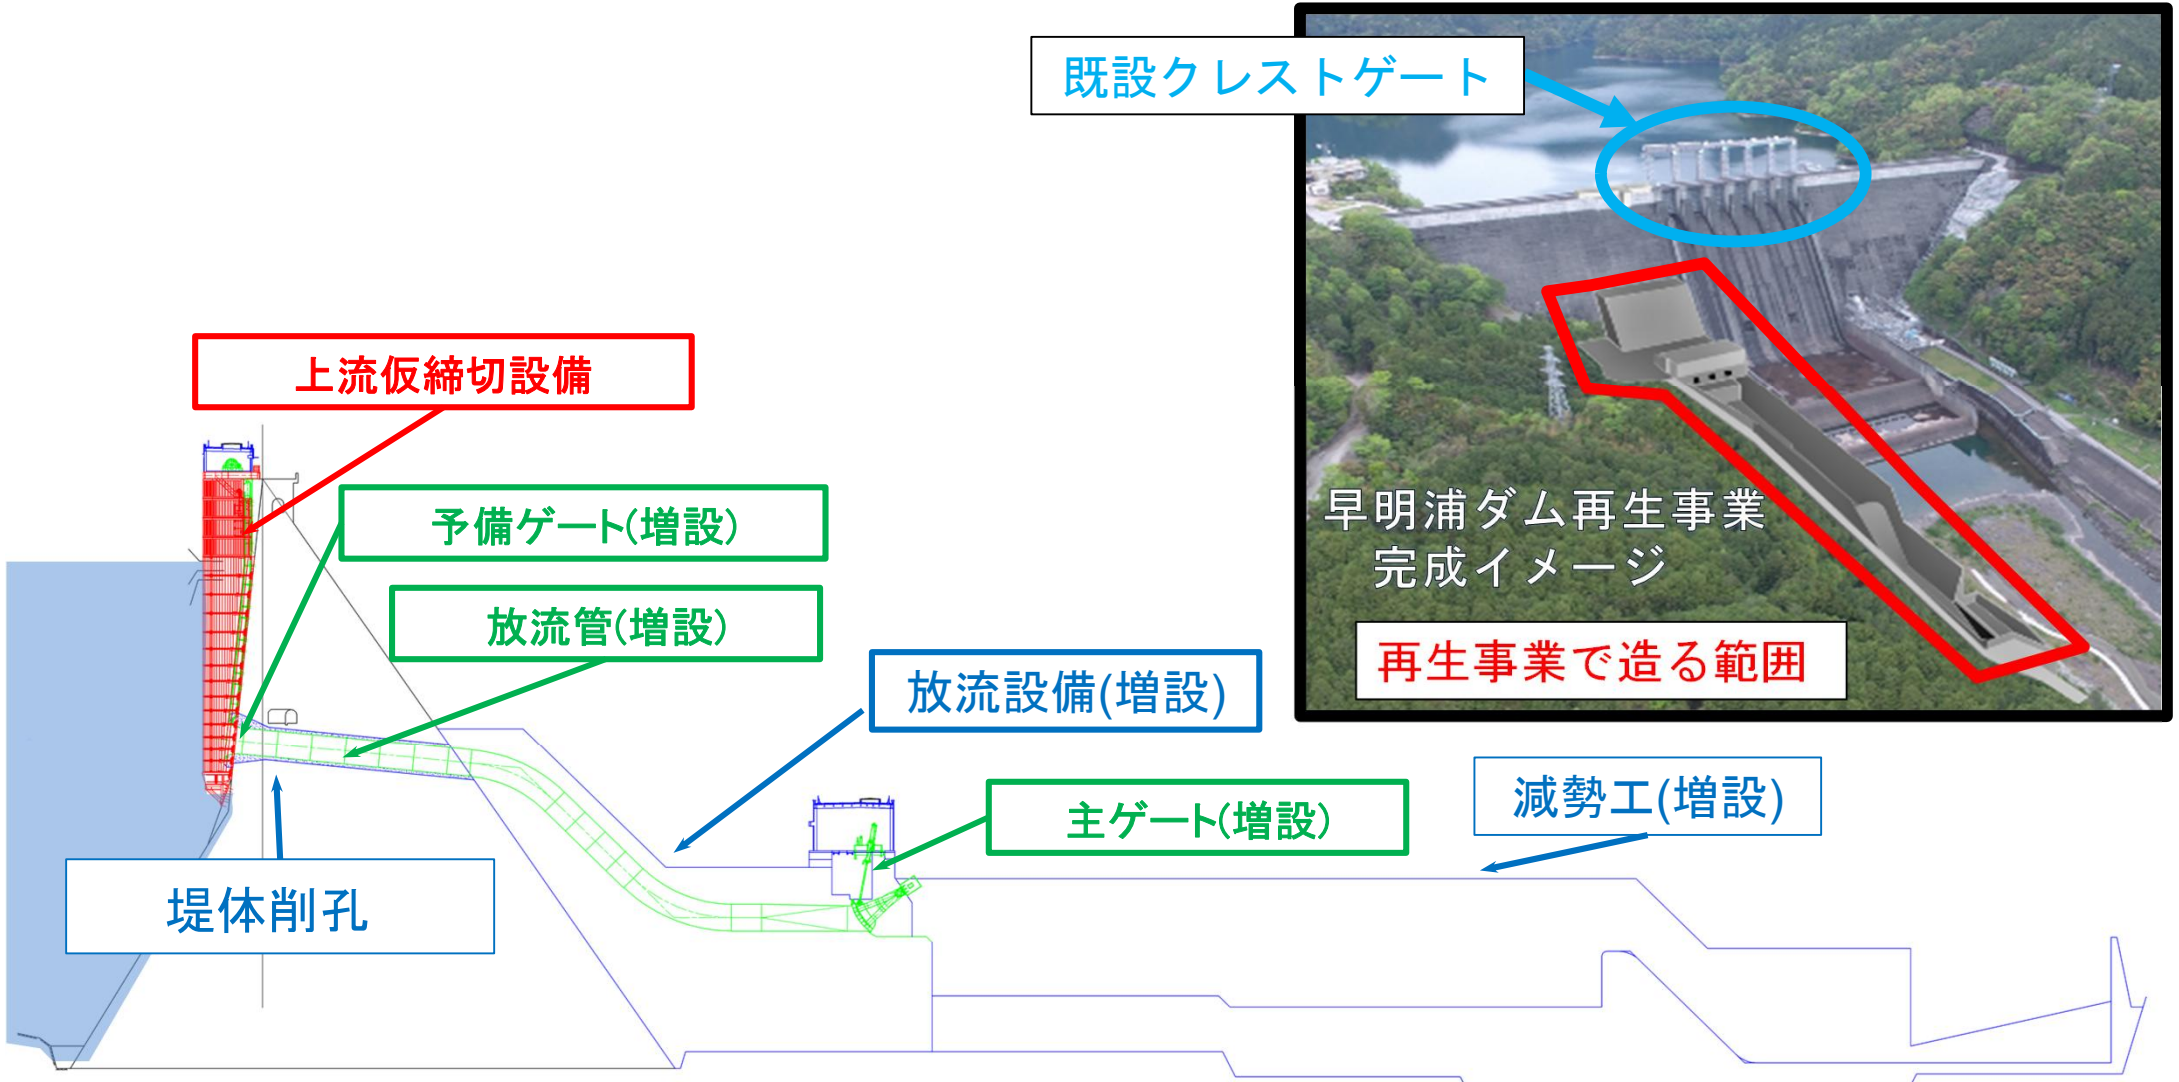 既設クレストゲート
上流仮締切設備
予備ゲート(増設)
放流管(増設)
放流設備(増設)
主ゲート(増設)
減勢工(増設)
堤体削孔
早明浦ダム再生事業
完成イメージ
再生事業で造る範囲